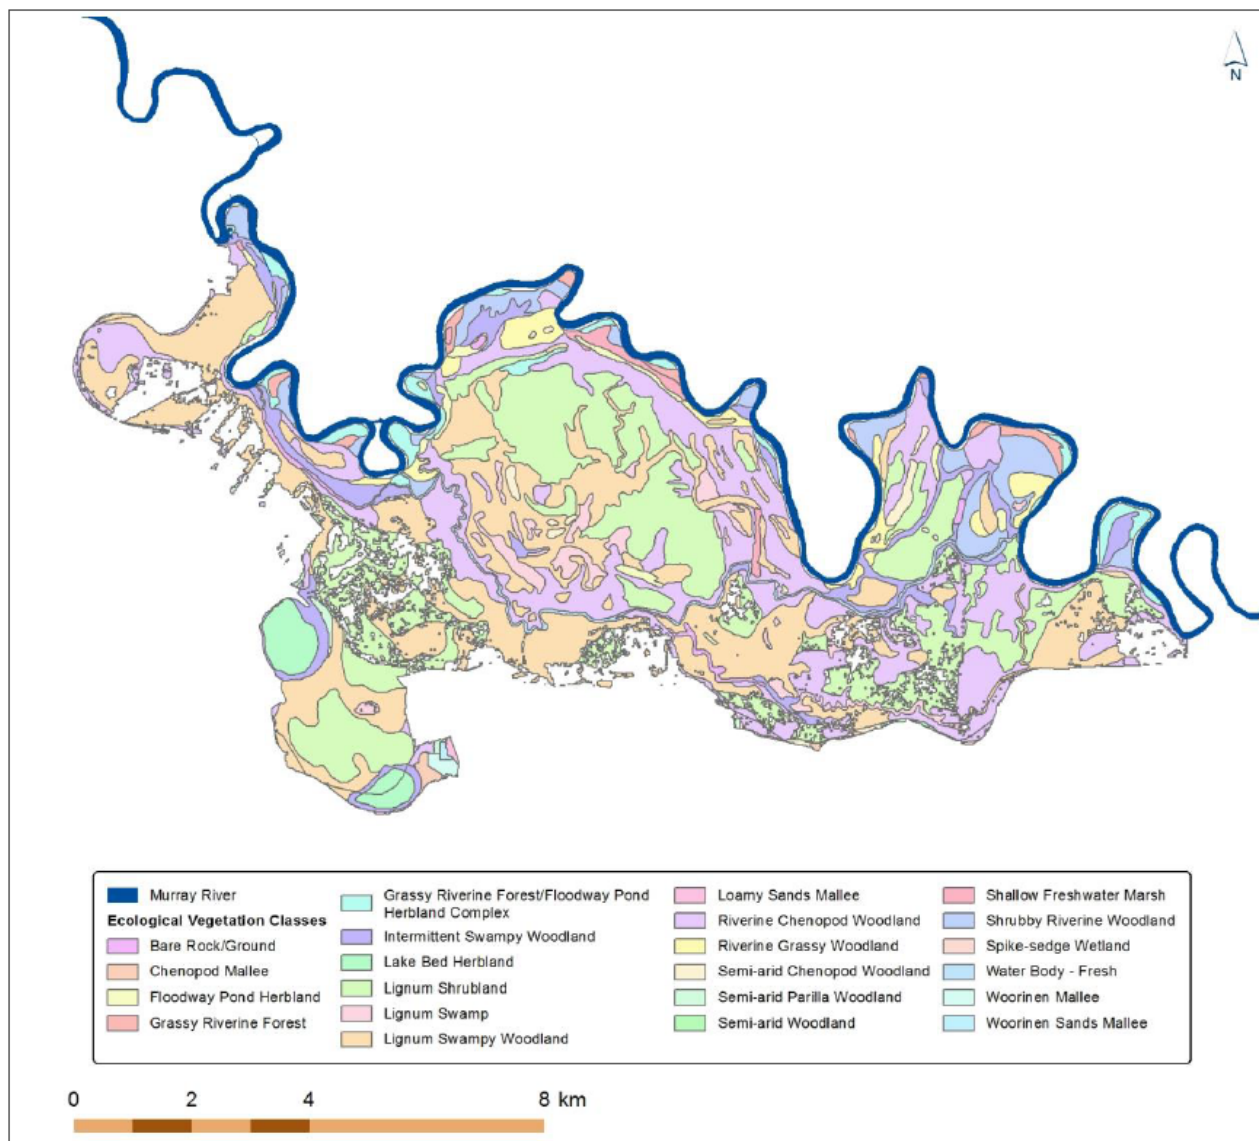 N
Murray River
Ecological Vegetation Classes
Bare Rock/Ground
Chenopod Mallee
Floodway Pond Herbland
Grassy Riverine Forest
Grassy Riverine Forest/Floodway Pond
Herbland Complex
Intermittent Swampy Woodland
Lake Bed Herbland
Lignum Shrubland
Lignum Swamp
Lignum Swampy Woodland
Loamy Sands Mallee
Riverine Chenopod Woodland
Riverine Grassy Woodland
Semi-arid Chenopod Woodland
Semi-arid Parilla Woodland
Semi-arid Woodland
Shallow Freshwater Marsh
Shrubby Riverine Woodland
Spike-sedge Wetland
Water Body - Fresh
Woorinen Mallee
Woorinen Sands Mallee
0 2 4 8 km